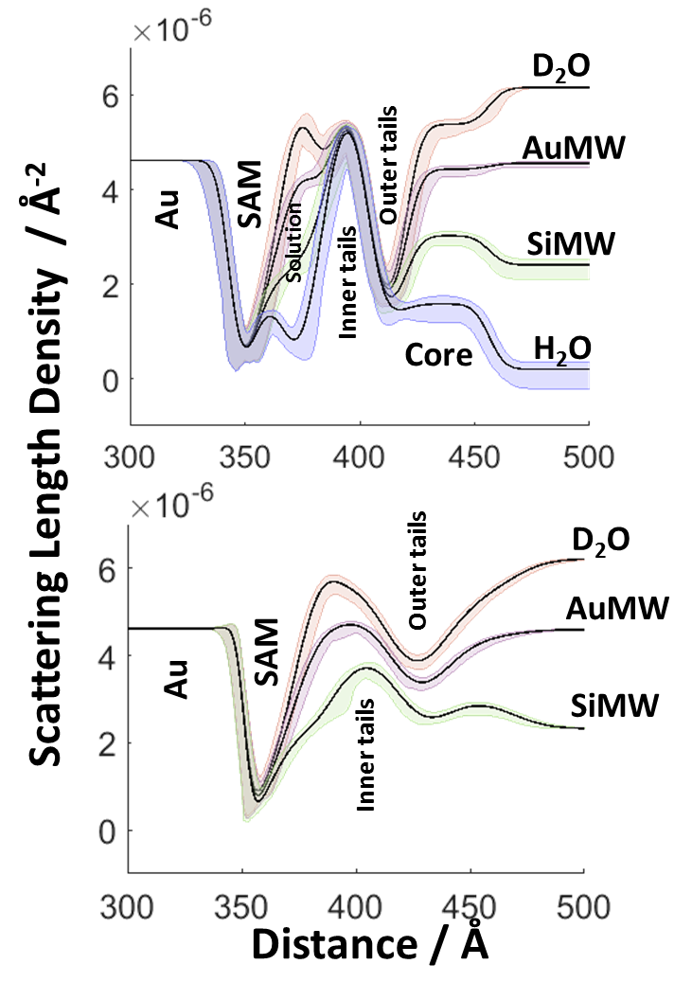 Scattering Length Density / Å⁻²
×10⁻⁶
6
4
2
0
Au
SAM
Solution
Inner tails
Outer tails
Core
D₂O
AuMW
SiMW
H₂O
300 350 400 450 500
×10⁻⁶
6
4
2
0
Au
SAM
Inner tails
Outer tails
D₂O
AuMW
SiMW
300 350 400 450 500
Distance / Å